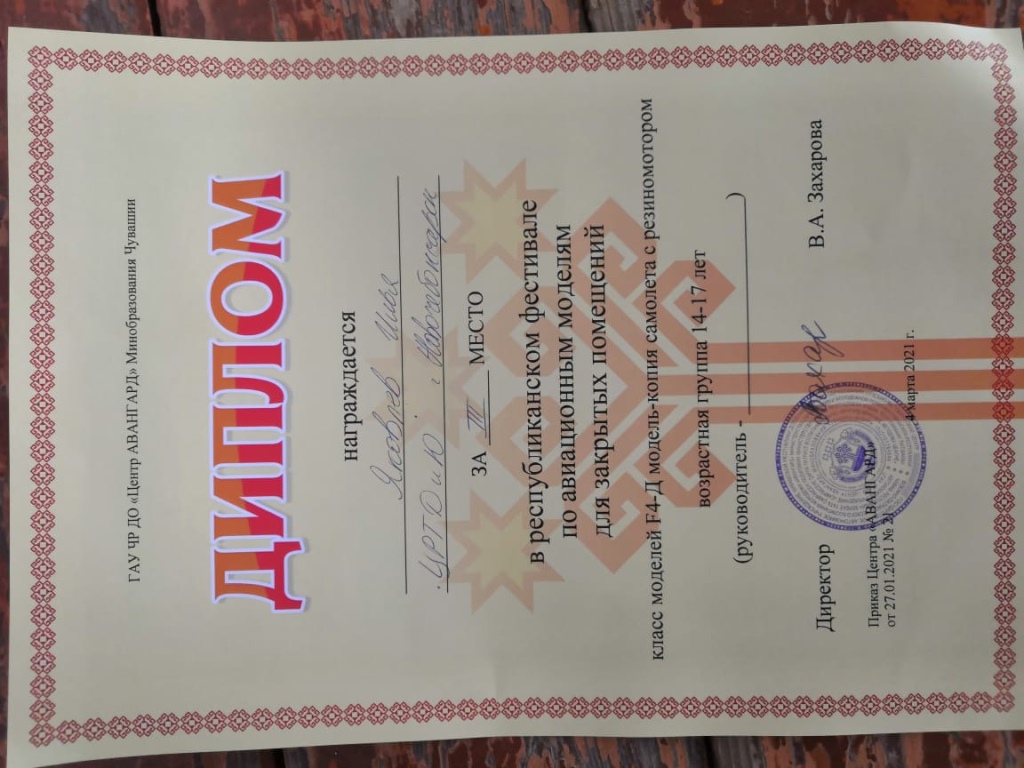 ГАУ ЧР ДО «Центр АВАНГАРД» Минобразования Чувашии
ДИПЛОМ
награждается
Яковлев Илья
ЦРТДиЮ г. Новочебоксарск
ЗА III МЕСТО
в республиканском фестивале
по авиационным моделям
для закрытых помещений
класс моделей F4-Д модель-копия самолета с резиномотором
возрастная группа 14-17 лет
(руководитель - )
Директор В.А. Захарова
Приказ Центра «АВАНГАРД»
от 27.01.2021 № 2д
марта 2021 г.